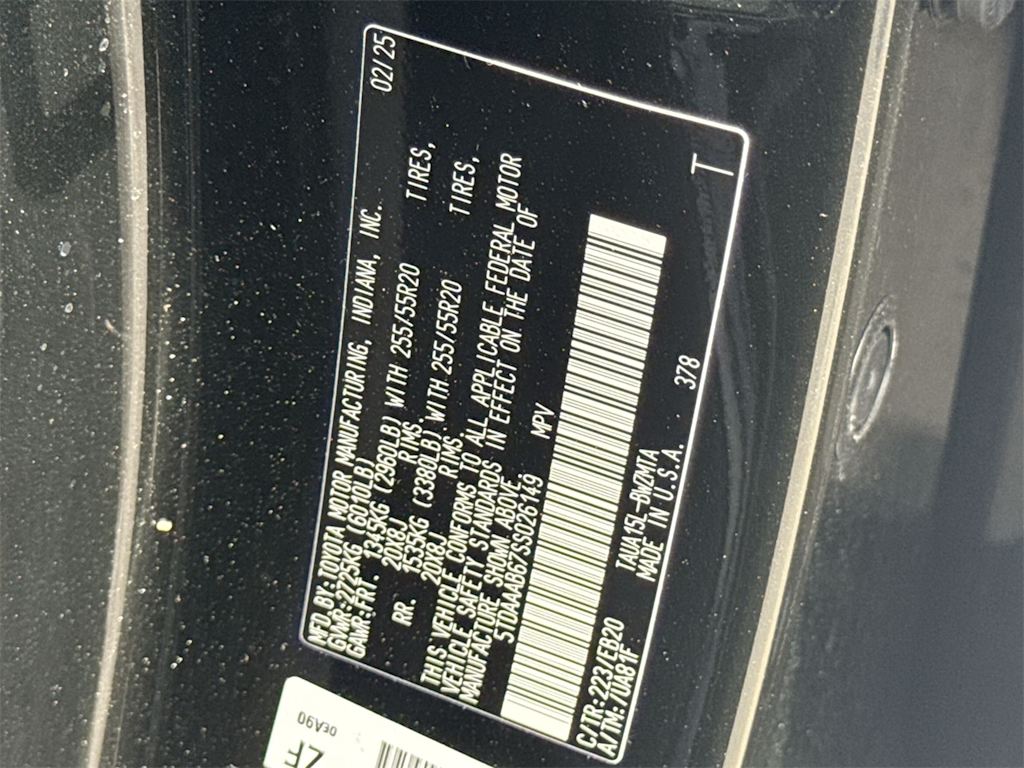 MFD.BY:TOYOTA MOTOR MANUFACTURING, INDIANA, INC. 02/25
GVWR:2725KG (6010LB)
GAWR:FRT. 1345KG (2960LB) WITH 255/55R20 TIRES,
20X8J RIMS,
RR. 1535KG (3380LB) WITH 255/55R20 TIRES,
20X8J RIMS,
THIS VEHICLE CONFORMS TO ALL APPLICABLE FEDERAL MOTOR
VEHICLE SAFETY STANDARDS IN EFFECT ON THE DATE OF
MANUFACTURE SHOWN ABOVE.
5TDAAAB67SS026149 MPV
C/TR:223/EB20 TAUA15L-BWZMTA
A/TM:/UA81F MADE IN U.S.A. 378 T
0EA90
ZF